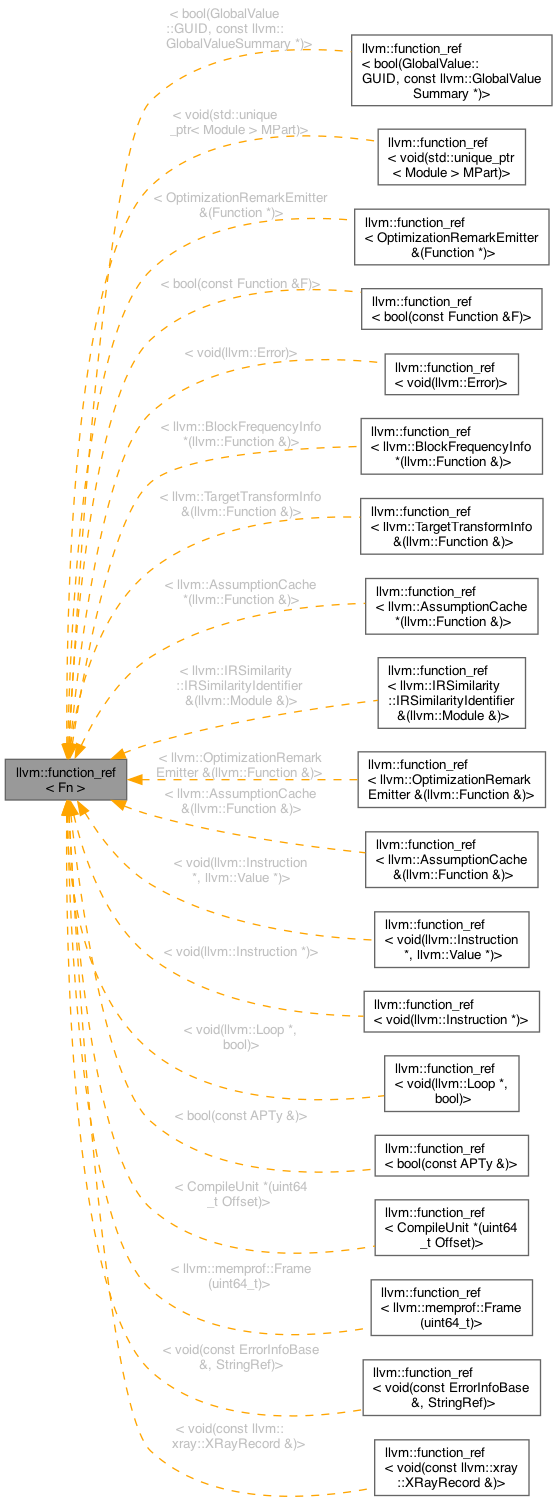 < bool(GlobalValue
::GUID, const llvm::
GlobalValueSummary *)>
llvm::function_ref
< bool(GlobalValue::
GUID, const llvm::GlobalValue
Summary *)>
< void(std::unique
_ptr< Module > MPart)>
llvm::function_ref
< void(std::unique_ptr
< Module > MPart)>
< OptimizationRemarkEmitter
&(Function *)>
llvm::function_ref
< OptimizationRemarkEmitter
&(Function *)>
< bool(const Function &F)>
llvm::function_ref
< bool(const Function &F)>
< void(llvm::Error)>
llvm::function_ref
< void(llvm::Error)>
< llvm::BlockFrequencyInfo
*(llvm::Function &)>
llvm::function_ref
< llvm::BlockFrequencyInfo
*(llvm::Function &)>
< llvm::TargetTransformInfo
&(llvm::Function &)>
llvm::function_ref
< llvm::TargetTransformInfo
&(llvm::Function &)>
< llvm::AssumptionCache
*(llvm::Function &)>
llvm::function_ref
< llvm::AssumptionCache
*(llvm::Function &)>
< llvm::IRSimilarity
::IRSimilarityIdentifier
&(llvm::Module &)>
llvm::function_ref
< llvm::IRSimilarity
::IRSimilarityIdentifier
&(llvm::Module &)>
llvm::function_ref
< Fn >
< llvm::OptimizationRemark
Emitter &(llvm::Function &)>
llvm::function_ref
< llvm::OptimizationRemark
Emitter &(llvm::Function &)>
< llvm::AssumptionCache
&(llvm::Function &)>
llvm::function_ref
< llvm::AssumptionCache
&(llvm::Function &)>
< void(llvm::Instruction
*, llvm::Value *)>
llvm::function_ref
< void(llvm::Instruction
*, llvm::Value *)>
< void(llvm::Instruction *)>
llvm::function_ref
< void(llvm::Instruction *)>
< void(llvm::Loop *,
bool)>
llvm::function_ref
< void(llvm::Loop *,
bool)>
< bool(const APTy &)>
llvm::function_ref
< bool(const APTy &)>
< CompileUnit *(uint64
_t Offset)>
llvm::function_ref
< CompileUnit *(uint64
_t Offset)>
< llvm::memprof::Frame
(uint64_t)>
llvm::function_ref
< llvm::memprof::Frame
(uint64_t)>
< void(const ErrorInfoBase
&, StringRef)>
llvm::function_ref
< void(const ErrorInfoBase
&, StringRef)>
< void(const llvm::
xray::XRayRecord &)>
llvm::function_ref
< void(const llvm::xray
::XRayRecord &)>